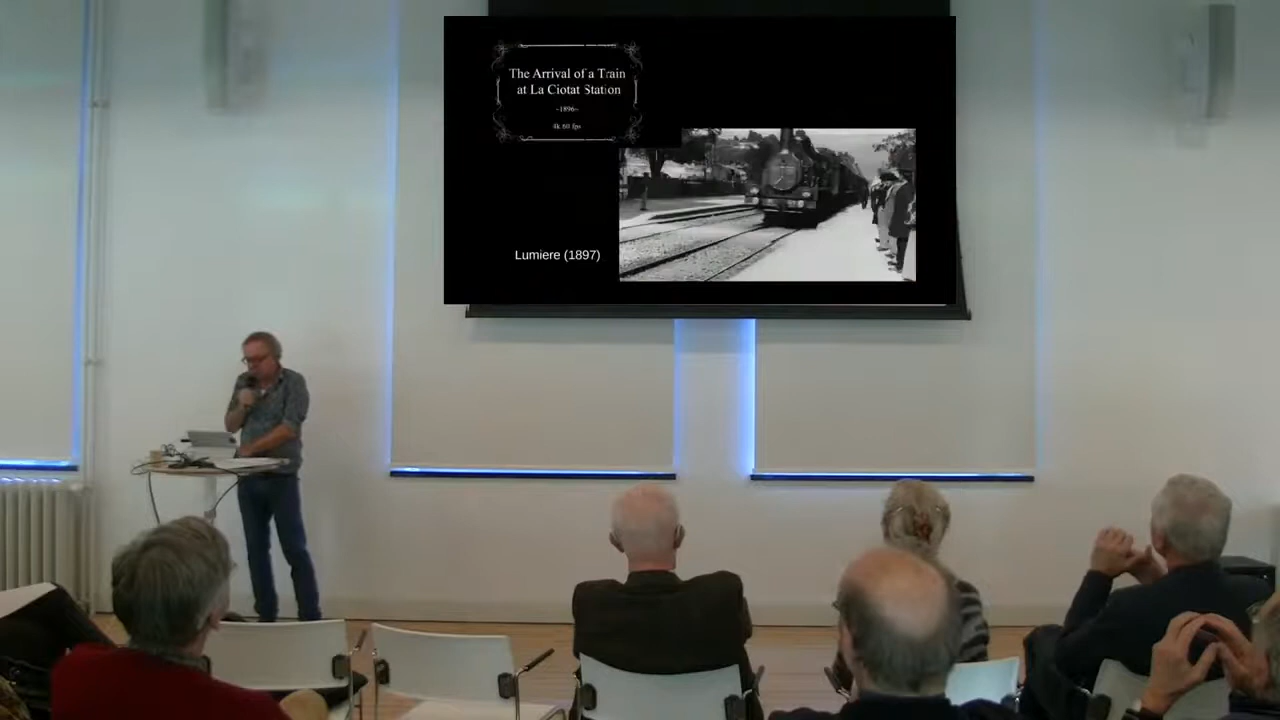 The Arrival of a Train
at La Ciotat Station
~1896~
4k 60 fps
Lumiere (1897)